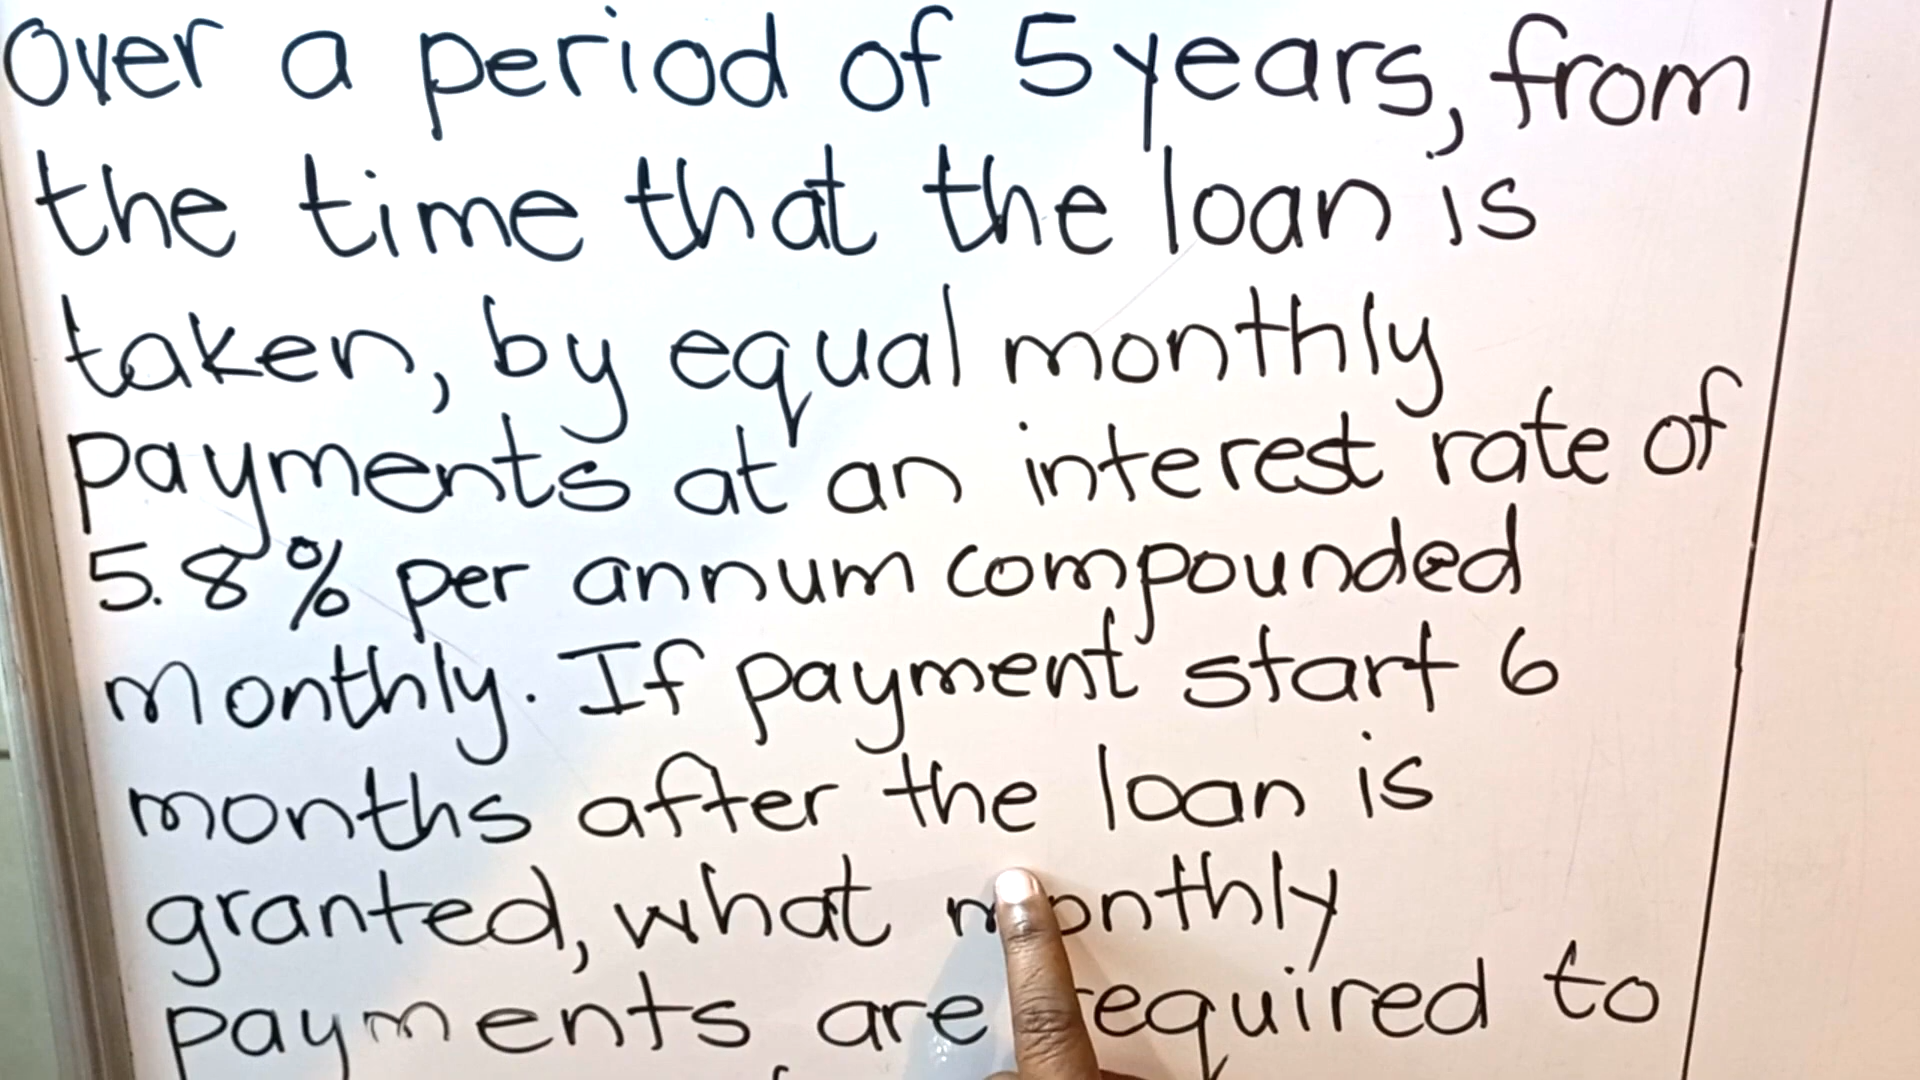 Over a period of 5 years, from
the time that the loan is
taken, by equal monthly
payments at an interest rate of
5.8% per annum compounded
monthly. If payment start 6
months after the loan is
granted, what monthly
payments are required to